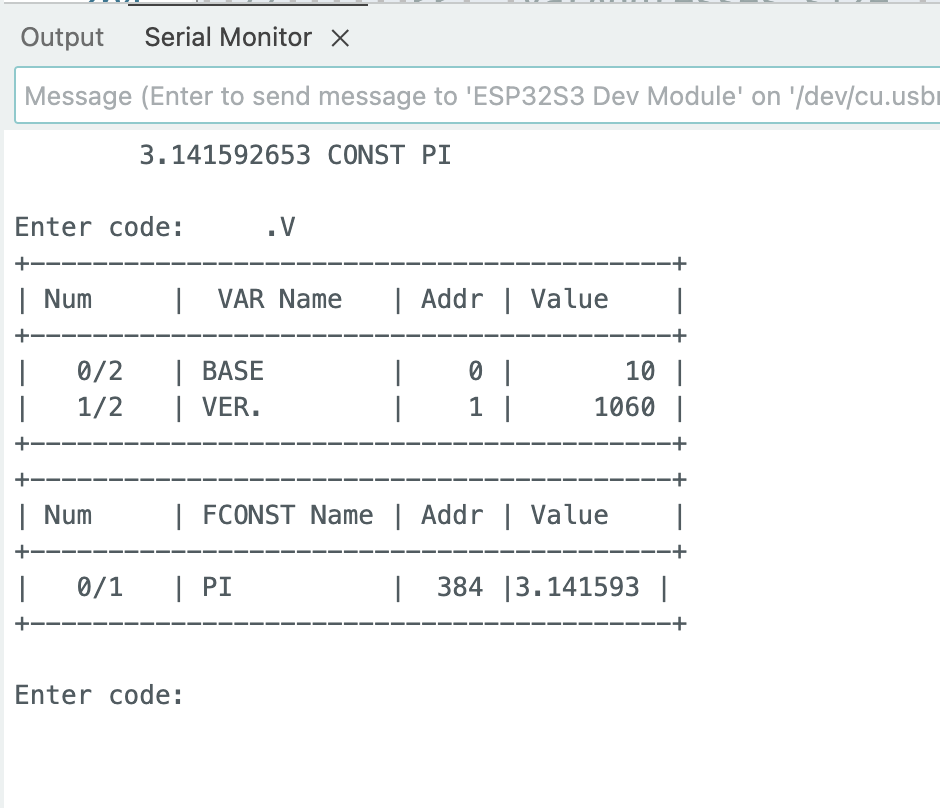 Output Serial Monitor ×
Message (Enter to send message to 'ESP32S3 Dev Module' on '/dev/cu.usb
3.141592653 CONST PI
Enter code: .V
+-----------------------------------------+
| Num | VAR Name | Addr | Value |
+-----------------------------------------+
| 0/2 | BASE | 0 | 10 |
| 1/2 | VER. | 1 | 1060 |
+-----------------------------------------+
+-----------------------------------------+
| Num | FCONST Name | Addr | Value |
+-----------------------------------------+
| 0/1 | PI | 384 |3.141593 |
+-----------------------------------------+
Enter code: